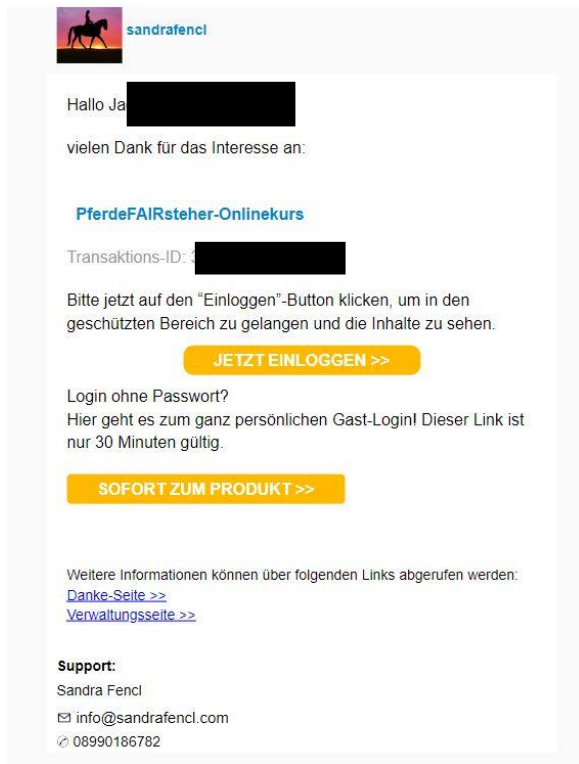 sandrafencl
Hallo Ja
vielen Dank für das Interesse an:
PferdeFAIRsteher-Onlinekurs
Transaktions-ID:
Bitte jetzt auf den “Einloggen”-Button klicken, um in den
geschützten Bereich zu gelangen und die Inhalte zu sehen.
JETZT EINLOGGEN >>
Login ohne Passwort?
Hier geht es zum ganz persönlichen Gast-Login! Dieser Link ist
nur 30 Minuten gültig.
SOFORT ZUM PRODUKT >>
Weitere Informationen können über folgenden Links abgerufen werden:
Danke-Seite >>
Verwaltungsseite >>
Support:
Sandra Fencl
info@sandrafencl.com
08990186782